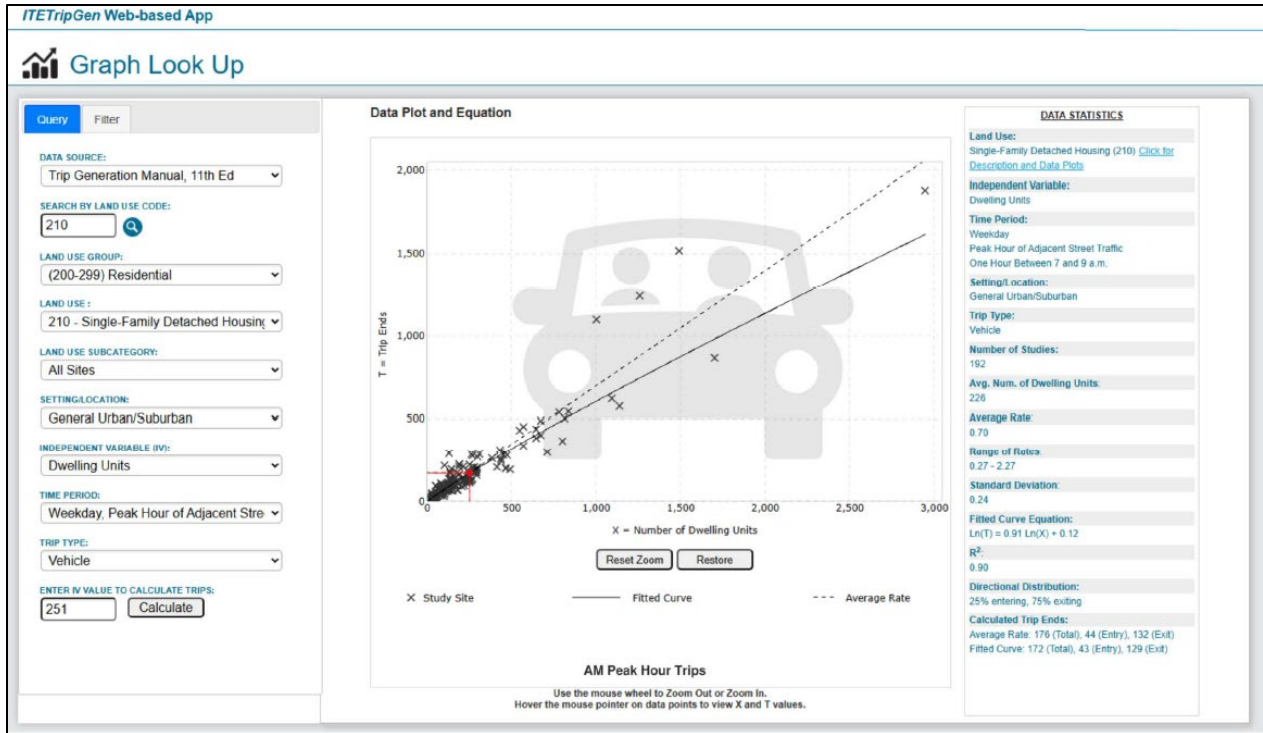 ITETripGen Web-based App
Graph Look Up
Query
Filter
DATA SOURCE:
Trip Generation Manual, 11th Ed
SEARCH BY LAND USE CODE:
210
LAND USE GROUP:
(200-299) Residential
LAND USE :
210 - Single-Family Detached Housing
LAND USE SUBCATEGORY:
All Sites
SETTING/LOCATION:
General Urban/Suburban
INDEPENDENT VARIABLE (IV):
Dwelling Units
TIME PERIOD:
Weekday, Peak Hour of Adjacent Stre
TRIP TYPE:
Vehicle
ENTER IV VALUE TO CALCULATE TRIPS:
251
Calculate
Data Plot and Equation
T = Trip Ends
2,000
1,500
1,000
500
0
0 500 1,000 1,500 2,000 2,500 3,000
X = Number of Dwelling Units
Reset Zoom
Restore
X Study Site
Fitted Curve
Average Rate
AM Peak Hour Trips
Use the mouse wheel to Zoom Out or Zoom In.
Hover the mouse pointer on data points to view X and T values.
DATA STATISTICS
Land Use:
Single-Family Detached Housing (210) Click for
Description and Data Plots
Independent Variable:
Dwelling Units
Time Period:
Weekday
Peak Hour of Adjacent Street Traffic
One Hour Between 7 and 9 a.m.
Setting/Location:
General Urban/Suburban
Trip Type:
Vehicle
Number of Studies:
192
Avg. Num. of Dwelling Units:
226
Average Rate:
0.70
Range of Rates:
0.27 - 2.27
Standard Deviation:
0.24
Fitted Curve Equation:
Ln(T) = 0.91 Ln(X) + 0.12
R²:
0.90
Directional Distribution:
25% entering, 75% exiting
Calculated Trip Ends:
Average Rate: 176 (Total), 44 (Entry), 132 (Exit)
Fitted Curve: 172 (Total), 43 (Entry), 129 (Exit)